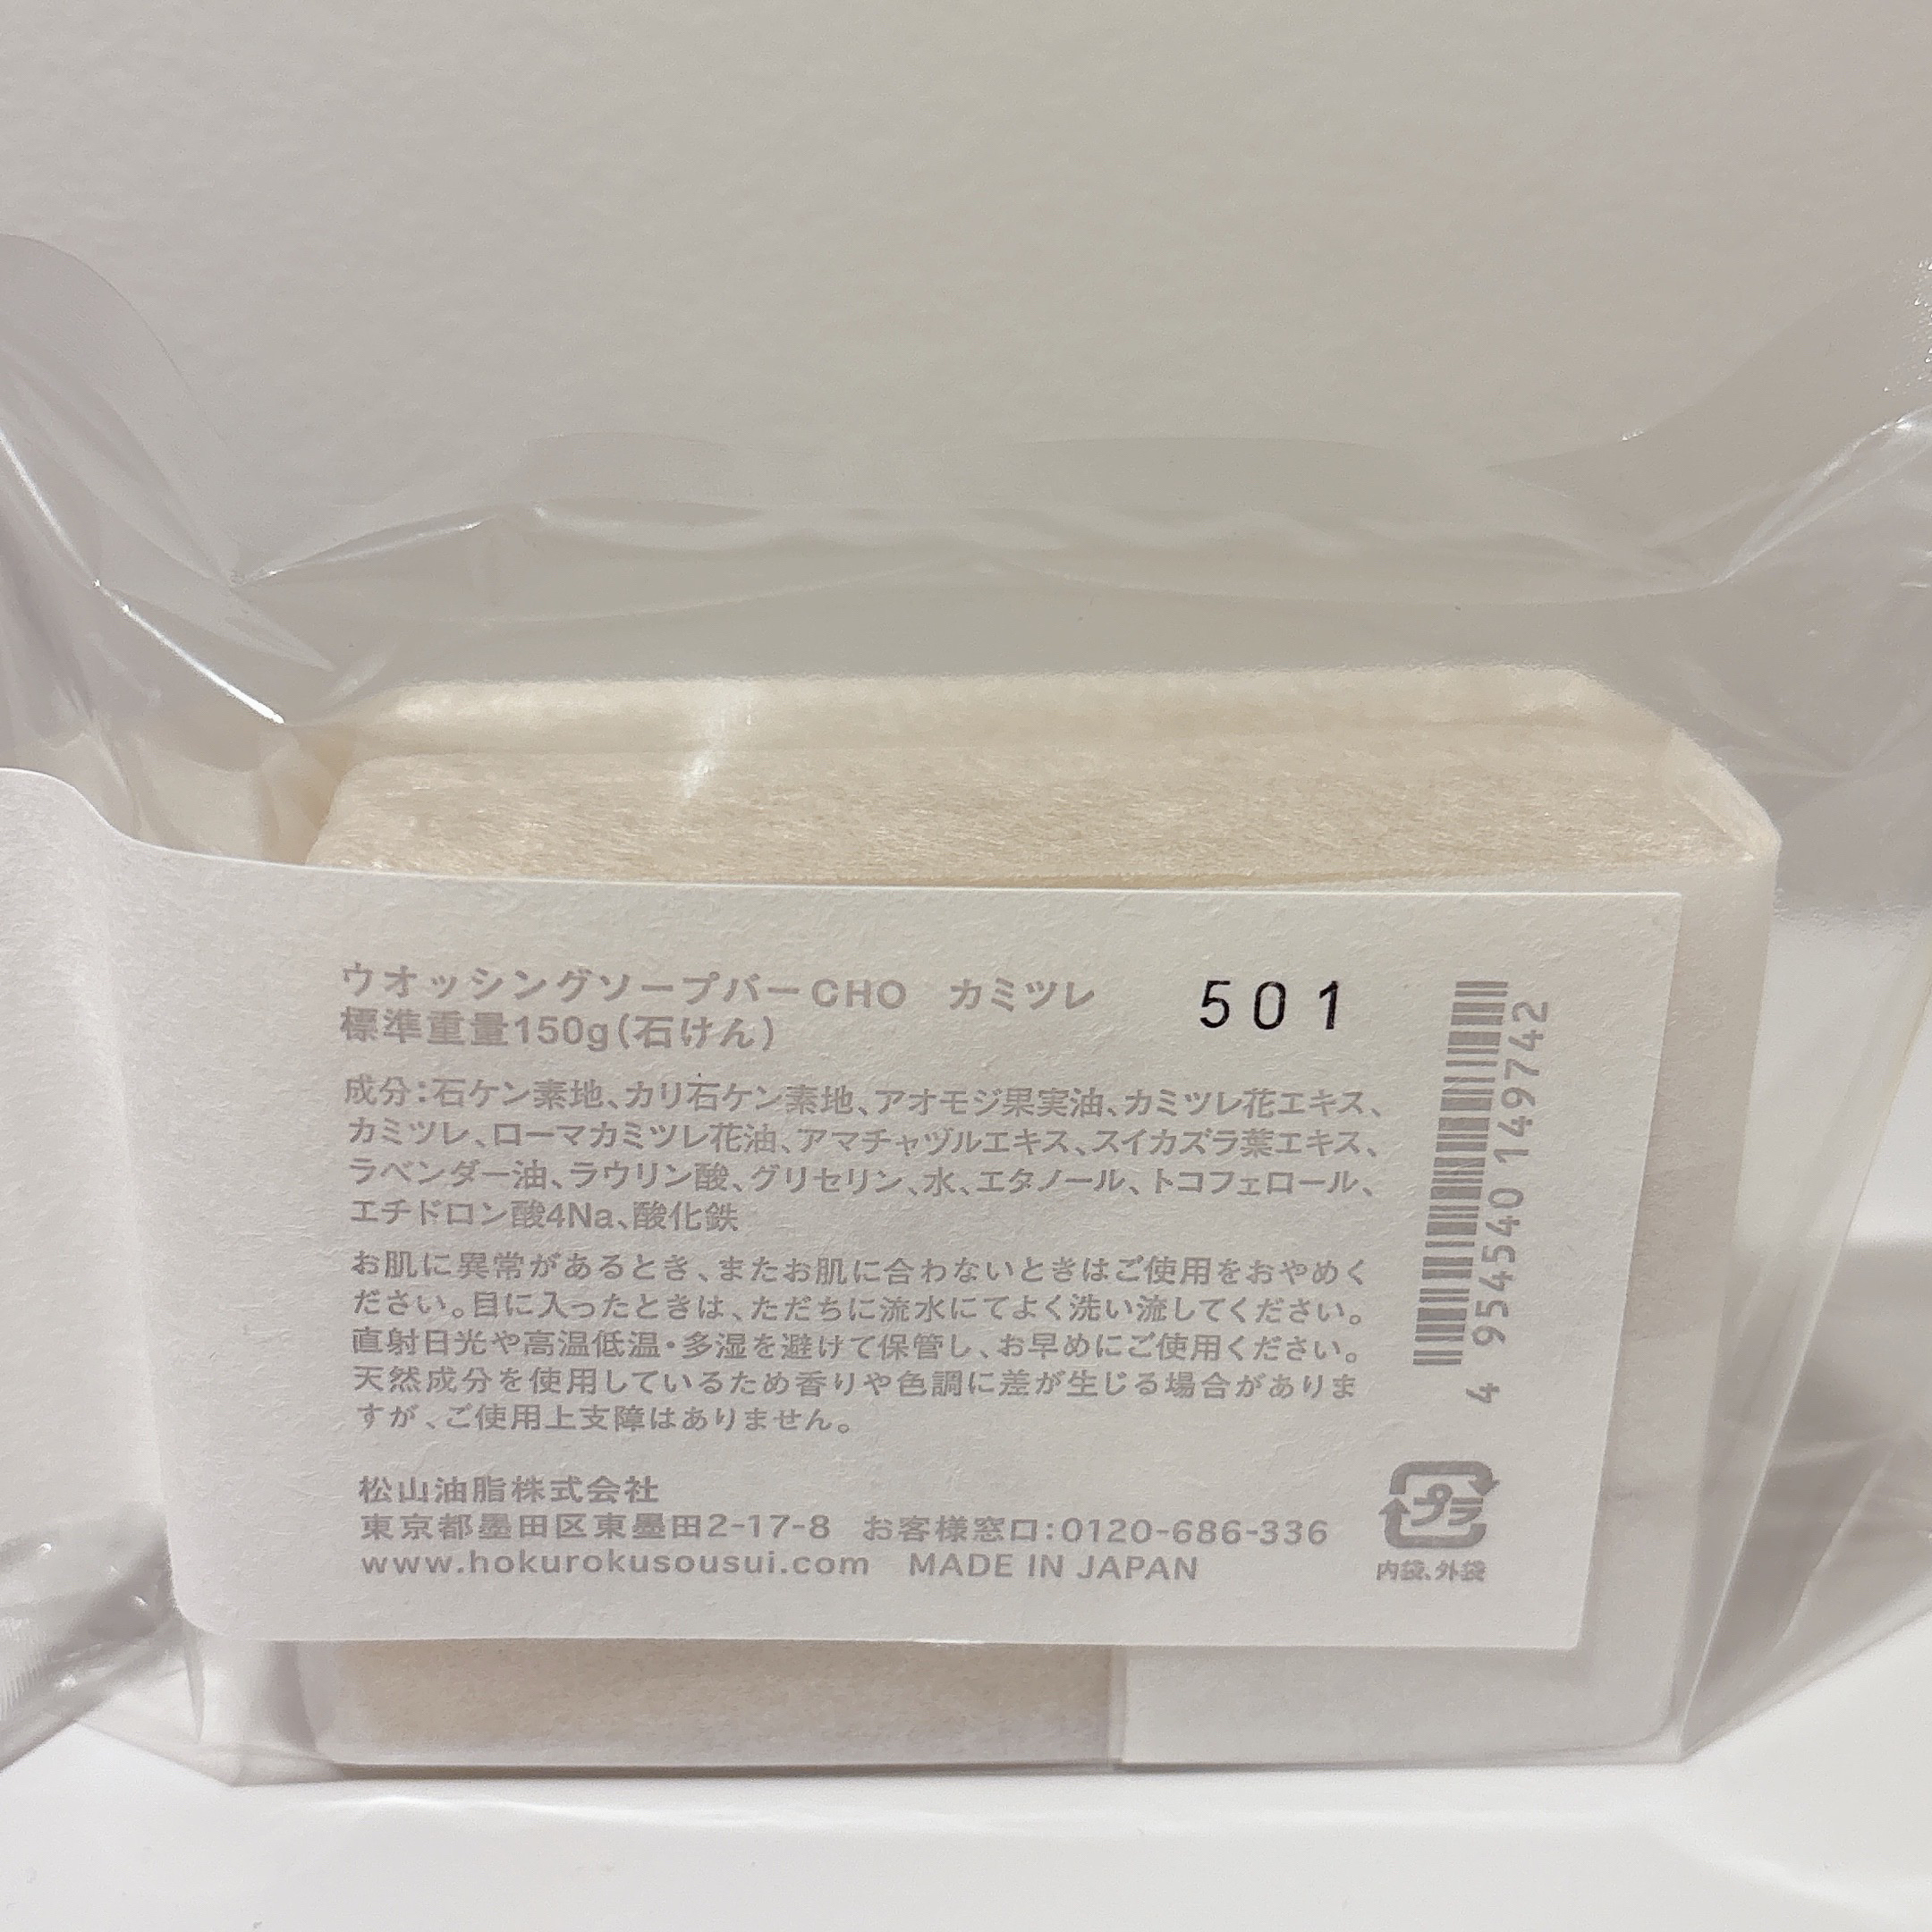 ウオッシングソープバーCHO　カミツレ
標準重量150g(石けん)
501
成分:石ケン素地、カリ石ケン素地、アオモジ果実油、カミツレ花エキス、
カミツレ、ローマカミツレ花油、アマチャヅルエキス、スイカズラ葉エキス、
ラベンダー油、ラウリン酸、グリセリン、水、エタノール、トコフェロール、
エチドロン酸4Na、酸化鉄
お肌に異常があるとき、またお肌に合わないときはご使用をおやめく
ださい。目に入ったときは、ただちに流水にてよく洗い流してください。
直射日光や高温低温・多湿を避けて保管し、お早めにご使用ください。
天然成分を使用しているため香りや色調に差が生じる場合がありま
すが、ご使用上支障はありません。
松山油脂株式会社
東京都墨田区東墨田2-17-8　お客様窓口:0120-686-336
www.hokurokusousui.com　MADE IN JAPAN
4 954540 149742
プラ
内袋、外袋